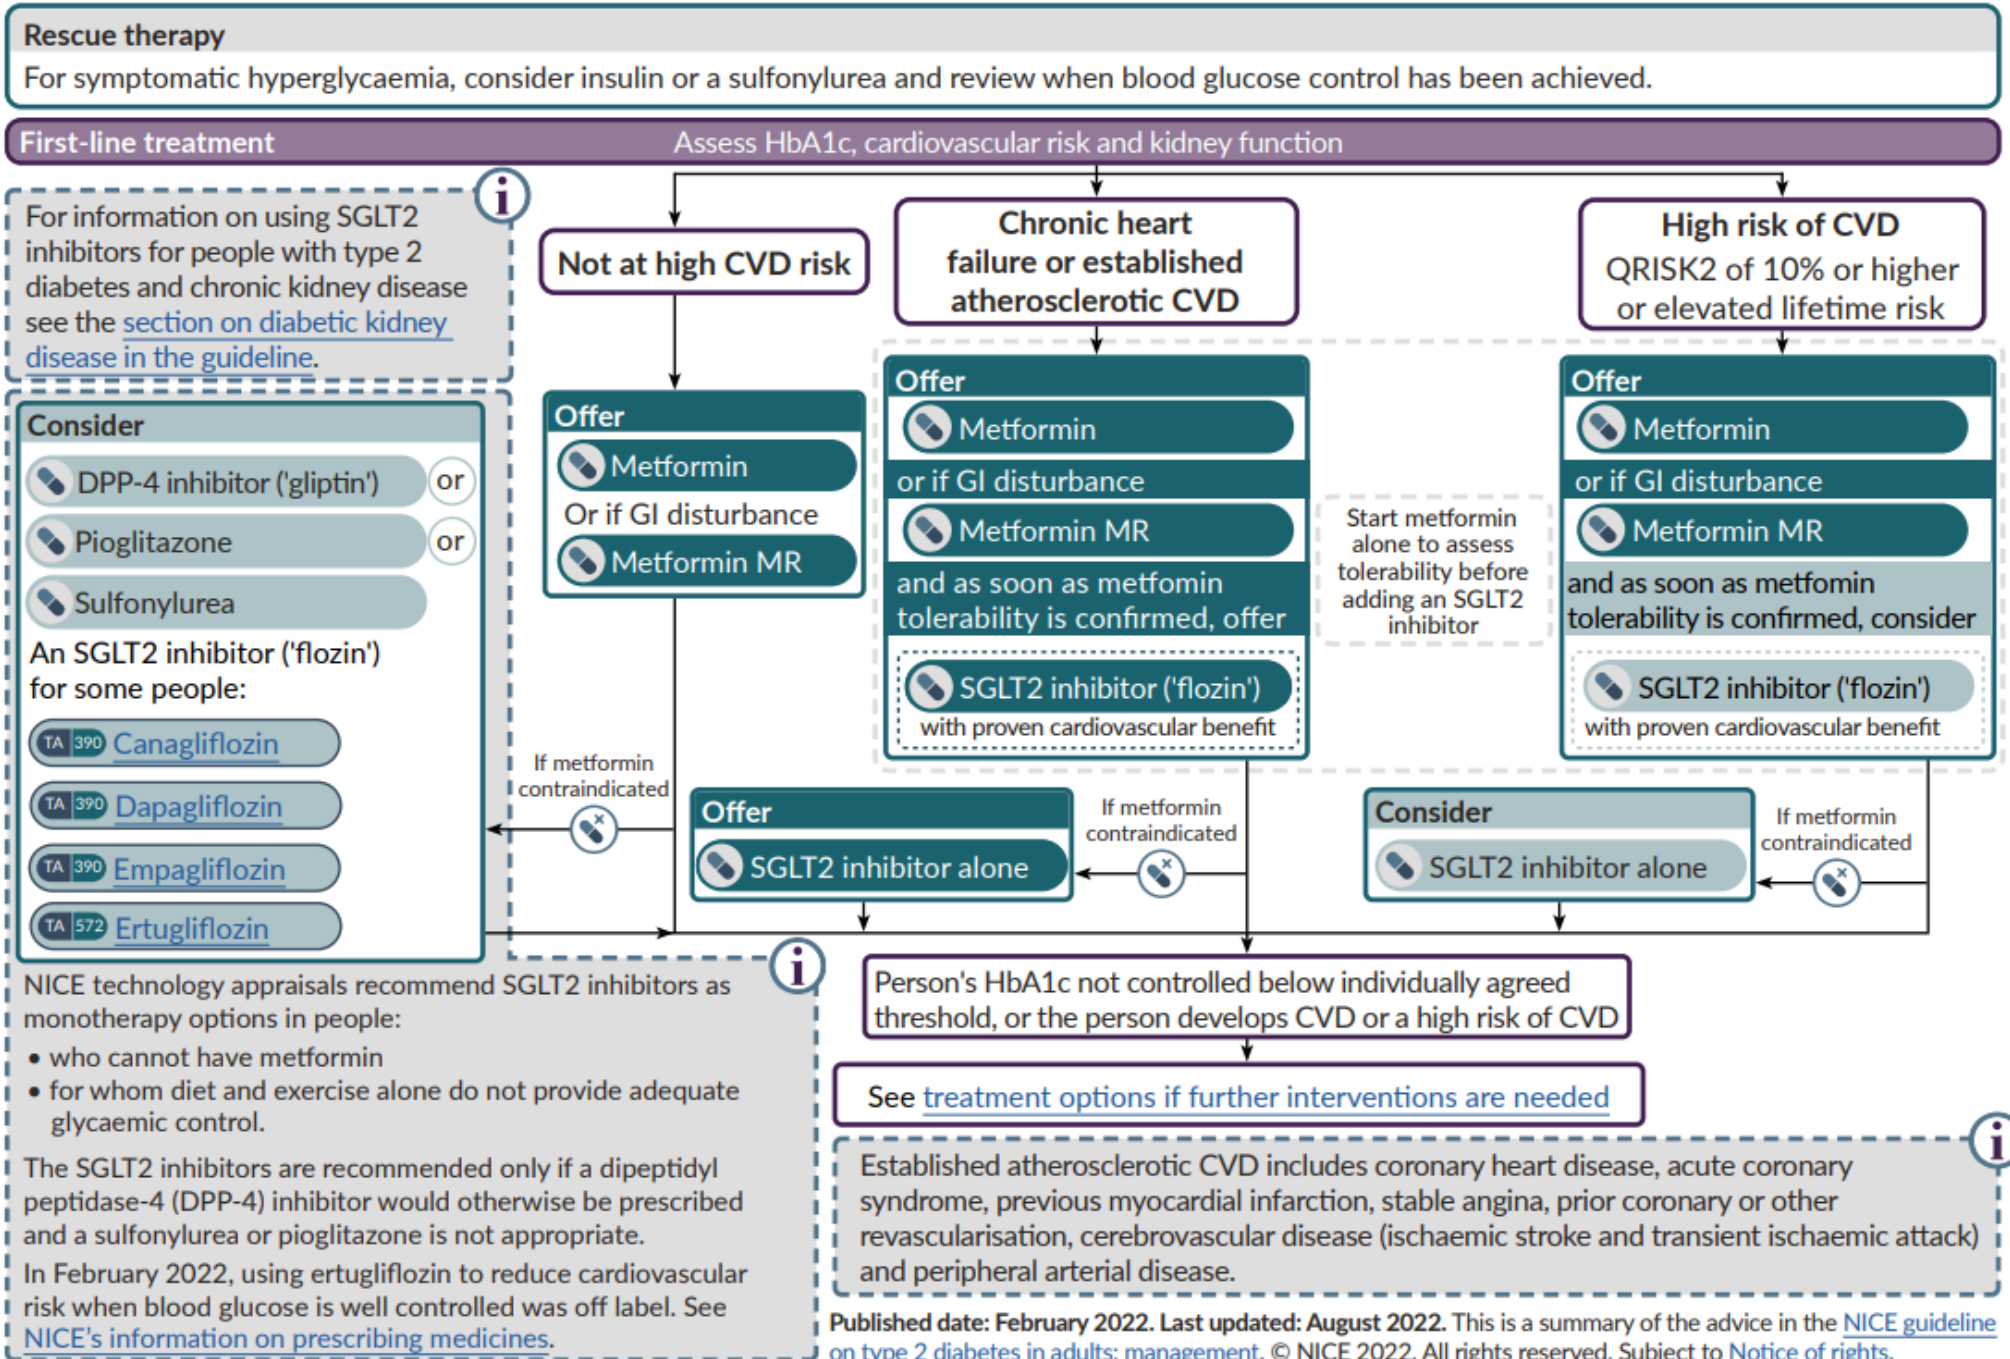 Rescue therapy
For symptomatic hyperglycaemia, consider insulin or a sulfonylurea and review when blood glucose control has been achieved.
First-line treatment
Assess HbA1c, cardiovascular risk and kidney function
i
For information on using SGLT2
inhibitors for people with type 2
diabetes and chronic kidney disease
see the section on diabetic kidney
disease in the guideline.
Not at high CVD risk
Offer
Metformin
Or if GI disturbance
Metformin MR
If metformin
contraindicated
Consider
DPP-4 inhibitor ('gliptin')
or
Pioglitazone
or
Sulfonylurea
An SGLT2 inhibitor ('flozin')
for some people:
TA 390 Canagliflozin
TA 390 Dapagliflozin
TA 390 Empagliflozin
TA 572 Ertugliflozin
i
NICE technology appraisals recommend SGLT2 inhibitors as
monotherapy options in people:
• who cannot have metformin
• for whom diet and exercise alone do not provide adequate
glycaemic control.
The SGLT2 inhibitors are recommended only if a dipeptidyl
peptidase-4 (DPP-4) inhibitor would otherwise be prescribed
and a sulfonylurea or pioglitazone is not appropriate.
In February 2022, using ertugliflozin to reduce cardiovascular
risk when blood glucose is well controlled was off label. See
NICE's information on prescribing medicines.
Chronic heart
failure or established
atherosclerotic CVD
Offer
Metformin
or if GI disturbance
Metformin MR
and as soon as metfomin
tolerability is confirmed, offer
SGLT2 inhibitor ('flozin')
with proven cardiovascular benefit
If metformin
contraindicated
Offer
SGLT2 inhibitor alone
Start metformin
alone to assess
tolerability before
adding an SGLT2
inhibitor
High risk of CVD
QRISK2 of 10% or higher
or elevated lifetime risk
Offer
Metformin
or if GI disturbance
Metformin MR
and as soon as metfomin
tolerability is confirmed, consider
SGLT2 inhibitor ('flozin')
with proven cardiovascular benefit
If metformin
contraindicated
Consider
SGLT2 inhibitor alone
Person's HbA1c not controlled below individually agreed
threshold, or the person develops CVD or a high risk of CVD
See treatment options if further interventions are needed
i
Established atherosclerotic CVD includes coronary heart disease, acute coronary
syndrome, previous myocardial infarction, stable angina, prior coronary or other
revascularisation, cerebrovascular disease (ischaemic stroke and transient ischaemic attack)
and peripheral arterial disease.
Published date: February 2022. Last updated: August 2022. This is a summary of the advice in the NICE guideline
on type 2 diabetes in adults: management. © NICE 2022. All rights reserved. Subject to Notice of rights.